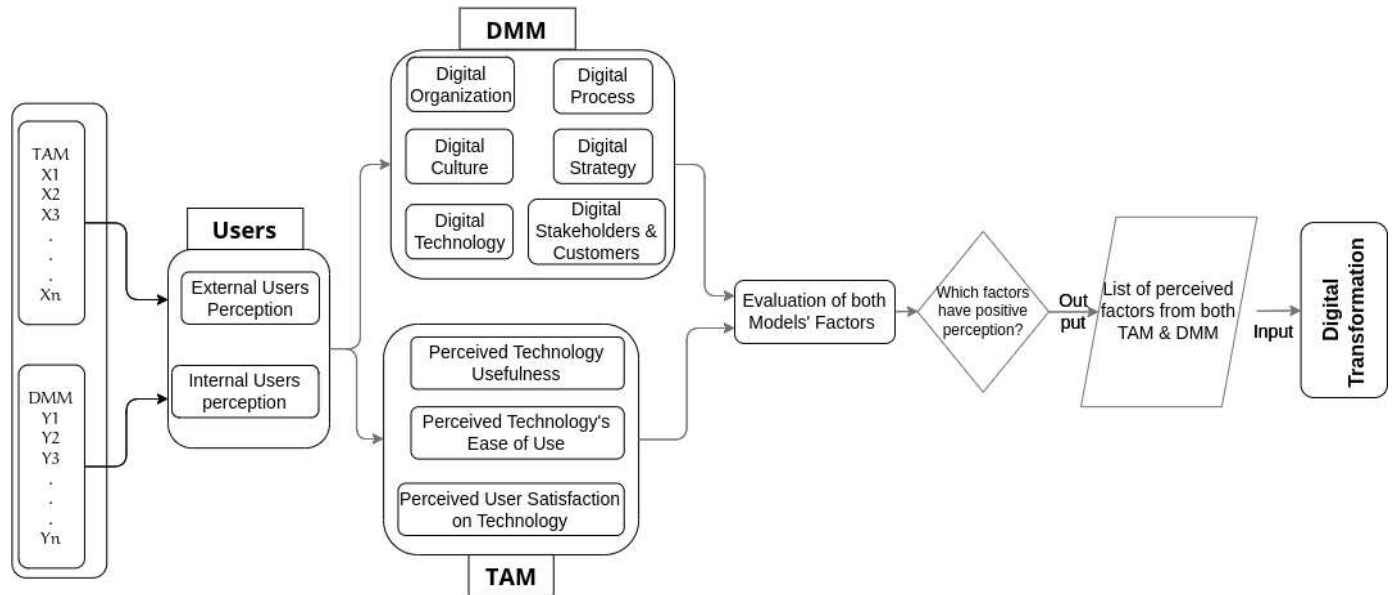 TAM
X1
X2
X3
.
.
.
Xn
DMM
Y1
Y2
Y3
.
.
.
Yn
Users
External Users
Perception
Internal Users
perception
DMM
Digital
Organization
Digital
Process
Digital
Culture
Digital
Strategy
Digital
Technology
Digital
Stakeholders &
Customers
Perceived Technology
Usefulness
Perceived Technology's
Ease of Use
Perceived User Satisfaction
on Technology
TAM
Evaluation of both
Models' Factors
Which factors
have positive
perception?
Out
put
List of perceived
factors from both
TAM & DMM
Input
Digital
Transformation